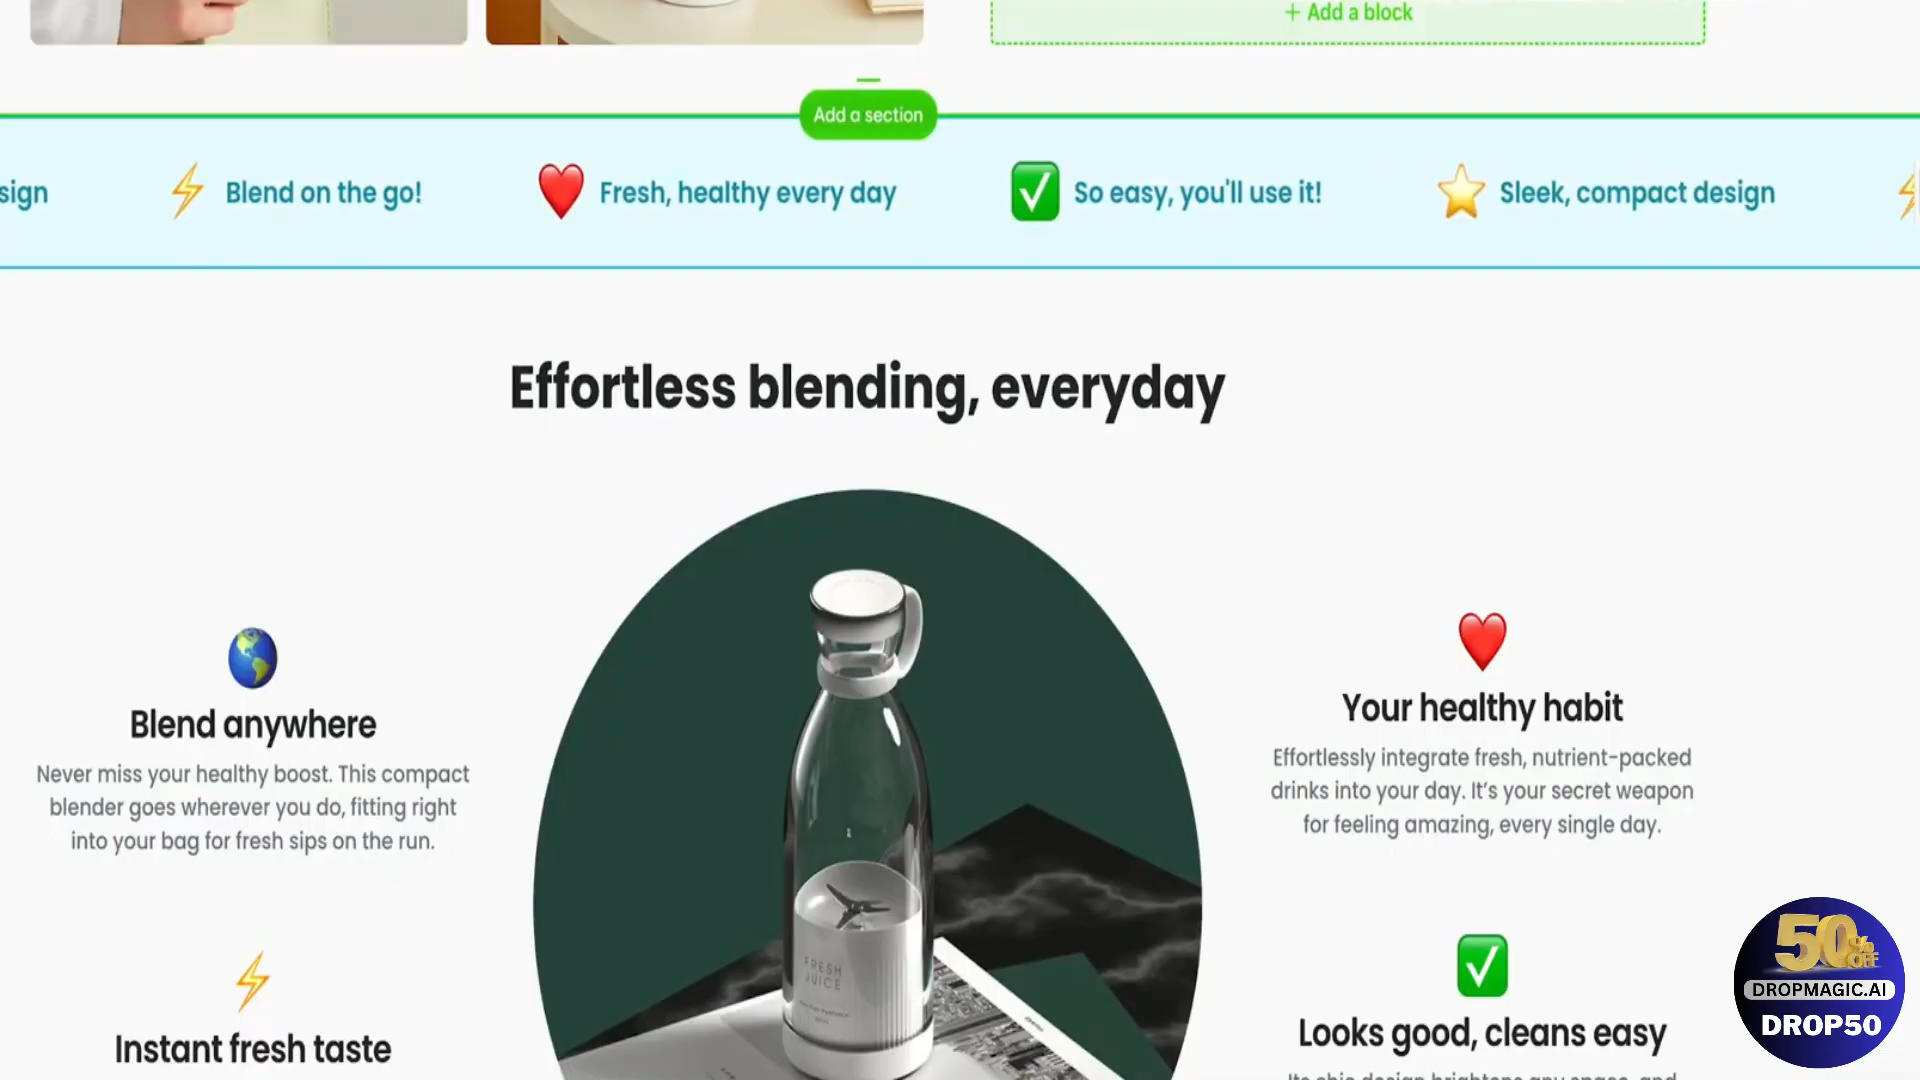 + Add a block
Add a section
sign
Blend on the go!
Fresh, healthy every day
So easy, you'll use it!
Sleek, compact design
Effortless blending, everyday
Blend anywhere
Never miss your healthy boost. This compact
blender goes wherever you do, fitting right
into your bag for fresh sips on the run.
Instant fresh taste
FRESH
JUICE
Your healthy habit
Effortlessly integrate fresh, nutrient-packed
drinks into your day. It's your secret weapon
for feeling amazing, every single day.
Looks good, cleans easy
50% OFF
DROPMAGIC.AI
DROP50